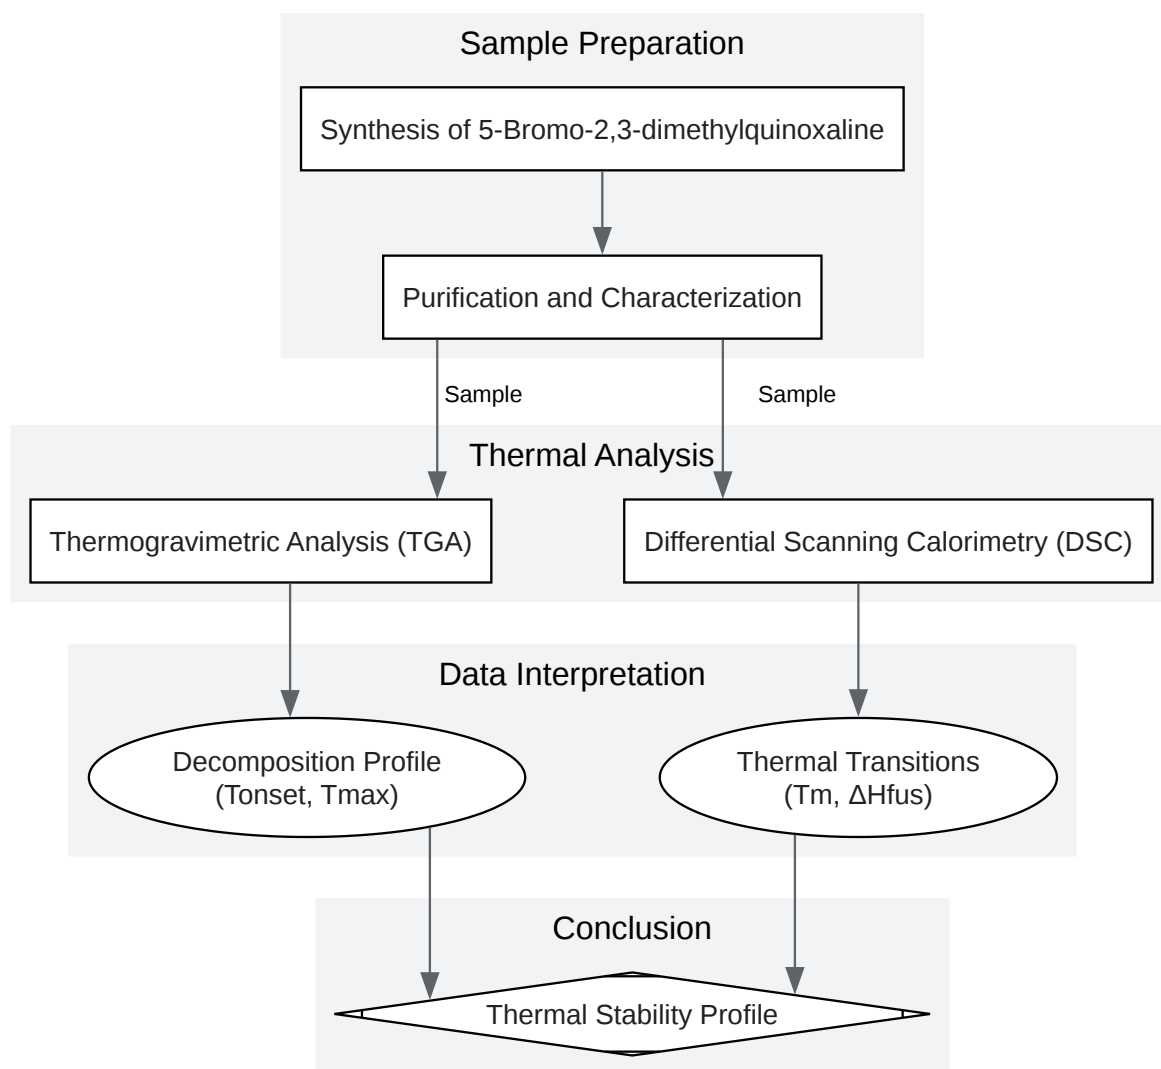 Sample Preparation
Synthesis of 5-Bromo-2,3-dimethylquinoxaline
Purification and Characterization
Sample
Sample
Thermal Analysis
Thermogravimetric Analysis (TGA)
Differential Scanning Calorimetry (DSC)
Data Interpretation
Decomposition Profile
(Tonset, Tmax)
Thermal Transitions
(Tm, ΔHfus)
Conclusion
Thermal Stability Profile